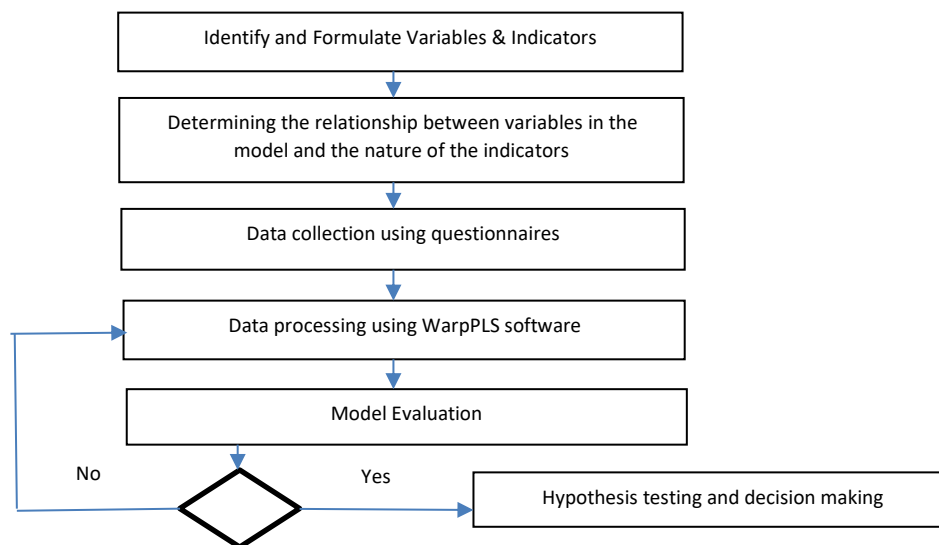 Identify and Formulate Variables & Indicators
Determining the relationship between variables in the
model and the nature of the indicators
Data collection using questionnaires
Data processing using WarpPLS software
Model Evaluation
No
Yes
Hypothesis testing and decision making